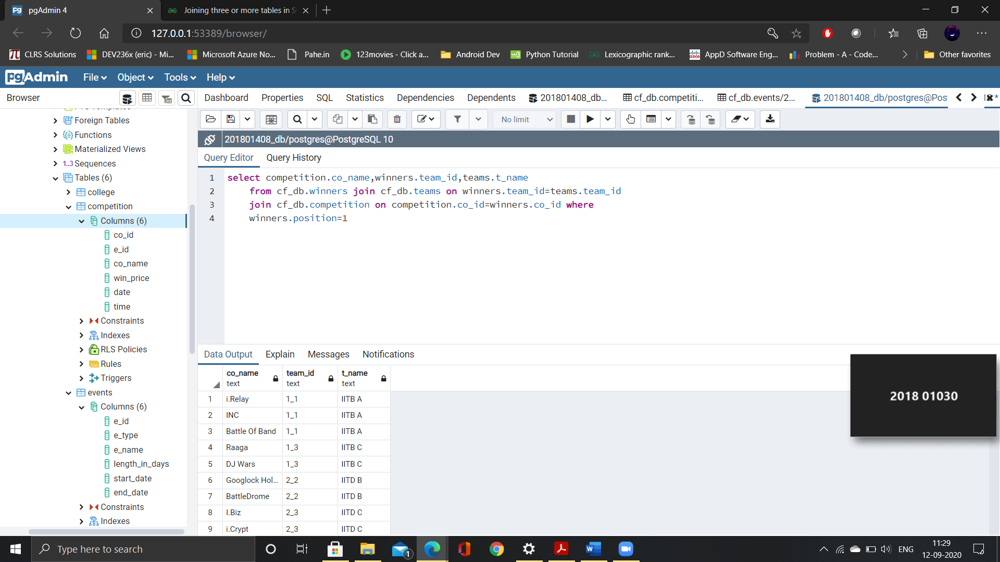 pgAdmin 4
Joining three or more tables in S
127.0.0.1:53389/browser/
CLRS Solutions
DEV236x (eric) - Mi...
Microsoft Azure No...
Pahe.in
123movies - Click a...
Android Dev
Python Tutorial
Lexicographic rank...
AppD Software Eng...
Problem - A - Code...
Other favorites
pgAdmin File Object Tools Help
Browser
Dashboard Properties SQL Statistics Dependencies Dependents 201801408_db... cf_db.competiti... cf_db.events/2... 201801408_db/postgres@Pos
Foreign Tables
Functions
Materialized Views
1..3 Sequences
Tables (6)
college
competition
Columns (6)
co_id
e_id
co_name
win_price
date
time
Constraints
Indexes
RLS Policies
Rules
Triggers
events
Columns (6)
e_id
e_type
e_name
length_in_days
start_date
end_date
Constraints
Indexes
No limit
201801408_db/postgres@PostgreSQL 10
Query Editor Query History
1 select competition.co_name,winners.team_id,teams.t_name
2 from cf_db.winners join cf_db.teams on winners.team_id=teams.team_id
3 join cf_db.competition on competition.co_id=winners.co_id where
4 winners.position=1
Data Output Explain Messages Notifications
co_name team_id t_name
text text text
1 i.Relay 1_1 IITB A
2 INC 1_1 IITB A
3 Battle Of Band 1_1 IITB A
4 Raaga 1_3 IITB C
5 DJ Wars 1_3 IITB C
6 Googlock Hol... 2_2 IITD B
7 BattleDrome 2_2 IITD B
8 I.Biz 2_3 IITD C
9 i.Crypt 2_3 IITD C
2018 01030
Type here to search
1
ENG
11:29
12-09-2020